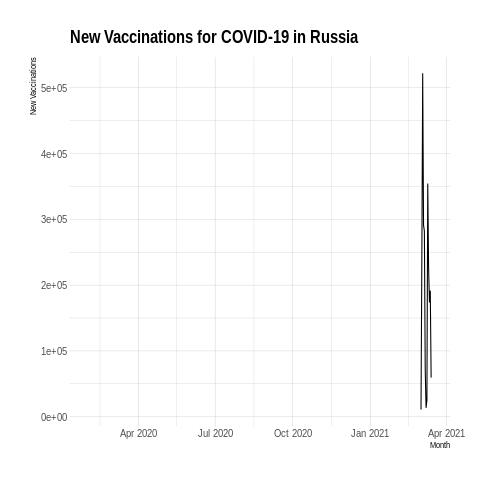 New Vaccinations for COVID-19 in Russia
New Vaccinations
5e+05
4e+05
3e+05
2e+05
1e+05
0e+00
Apr 2020 Jul 2020 Oct 2020 Jan 2021 Apr 2021
Month